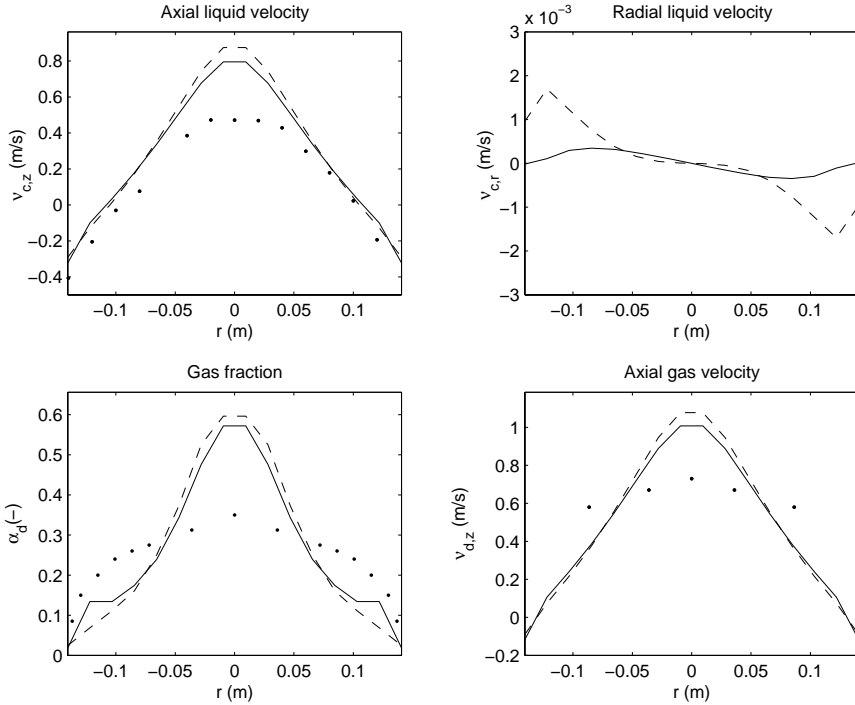 Axial liquid velocity
0.8
0.6
0.4
0.2
0
−0.2
−0.4
ν_{c,z} (m/s)
−0.1 −0.05 0 0.05 0.1
r (m)
Radial liquid velocity
x 10^{−3}
3
2
1
0
−1
−2
−3
ν_{c,r} (m/s)
−0.1 −0.05 0 0.05 0.1
r (m)
Gas fraction
0.6
0.5
0.4
0.3
0.2
0.1
0
α_d(−)
−0.1 −0.05 0 0.05 0.1
r (m)
Axial gas velocity
1
0.8
0.6
0.4
0.2
0
−0.2
ν_{d,z} (m/s)
−0.1 −0.05 0 0.05 0.1
r (m)